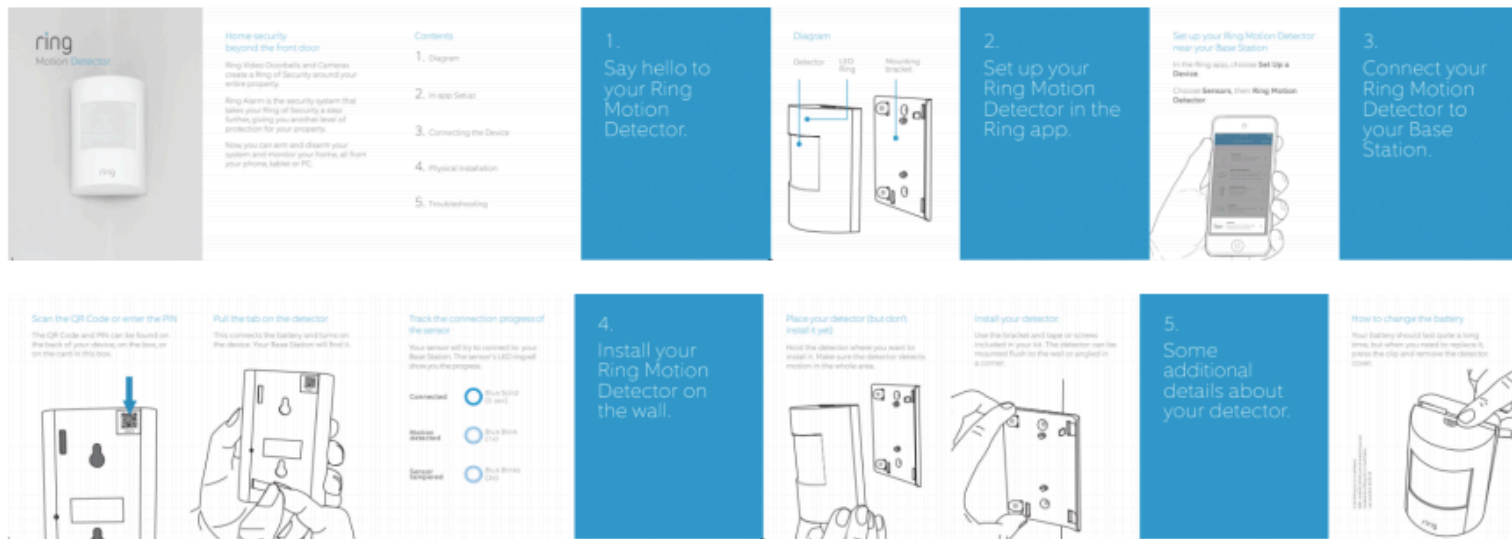 ring
Motion Detector
ring
Home security
beyond the front door
Ring Video Doorbells and Cameras
create a Ring of Security around your
entire property.
Ring Alarm is the security system that
takes your Ring of Security a step
further, giving you another level of
protection for your property.
Now you can arm and disarm your
system and monitor your home, all from
your phone, tablet or PC.
Contents
1. Diagram
2. In-app Setup
3. Connecting the Device
4. Physical Installation
5. Troubleshooting
1.
Say hello to
your Ring
Motion
Detector.
Diagram
Detector
LED
Ring
Mounting
bracket
2.
Set up your
Ring Motion
Detector in the
Ring app.
Set up your Ring Motion Detector
near your Base Station
In the Ring app, choose Set Up a
Device.
Choose Sensors, then Ring Motion
Detector.
3.
Connect your
Ring Motion
Detector to
your Base
Station.
Scan the QR Code or enter the PIN
The QR Code and PIN can be found on
the back of your device, on the box, or
on the card in this box.
Pull the tab on the detector
This connects the battery and turns on
the device. Your Base Station will find it.
Track the connection progress of
the sensor
Your sensor will try to connect to your
Base Station. The sensor's LED ring will
show you the progress.
Connected
Blue Solid
Motion
detected
Blue Blink
(1x)
Sensor
tampered
Blue Blinks
4.
Install your
Ring Motion
Detector on
the wall.
Place your detector (but don't
install it yet)
Hold the detector where you want to
install it. Make sure the detector detects
motion in the whole area.
Install your detector.
Use the bracket and tape or screws
included in your kit. The detector can be
mounted flush to the wall or angled in
a corner.
5.
Some
additional
details about
your detector.
How to change the battery
Your battery should last quite a long
time, but when you need to replace it,
press the clip and remove the detector
cover.
ring